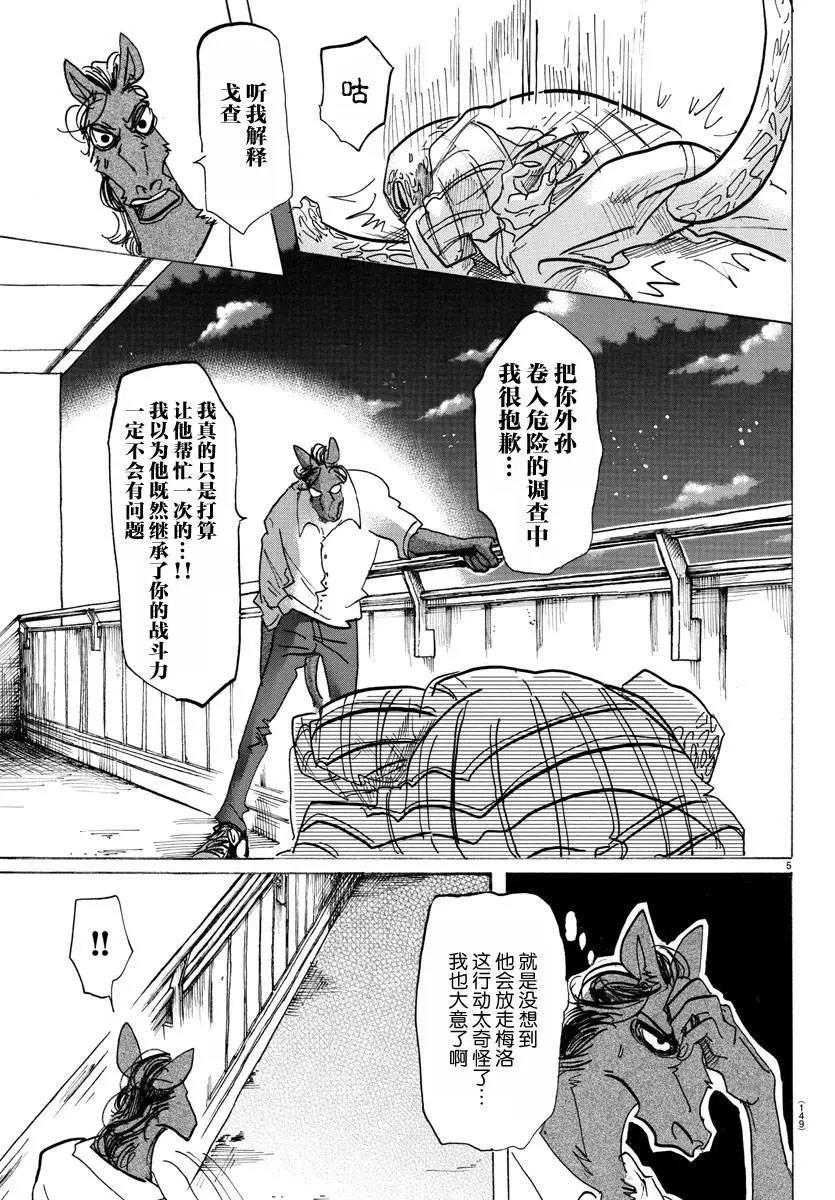 咕
听我解释
戈查
把你外孙
卷入危险的调查中
我很抱歉…
我真的只是打算
让他帮忙一次的…!!
我以为他既然继承了你的战斗力
一定不会有问题
5
就是没想到
他会放走梅洛
这行动太奇怪了…
我也大意了啊
!!
(149)